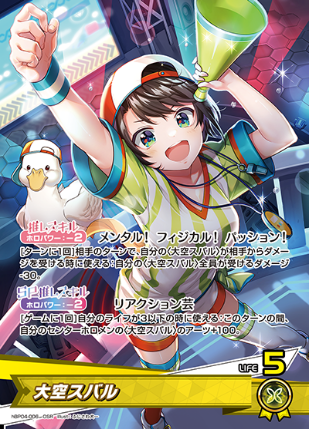 推しスキル
ホロパワー：－2
メンタル！ フィジカル！ パッション！
[ターンに1回]相手のターンで、自分の〈大空スバル〉が相手からダメー
ジを受ける時に使える：自分の〈大空スバル〉全員が受けるダメージ
-30。
SP推しスキル
ホロパワー：－2
リアクション芸
[ゲームに1回]自分のライフが3以下の時に使える：このターンの間、
自分のセンターホロメンの〈大空スバル〉のアーツ+100。
LIFE 5
大空スバル